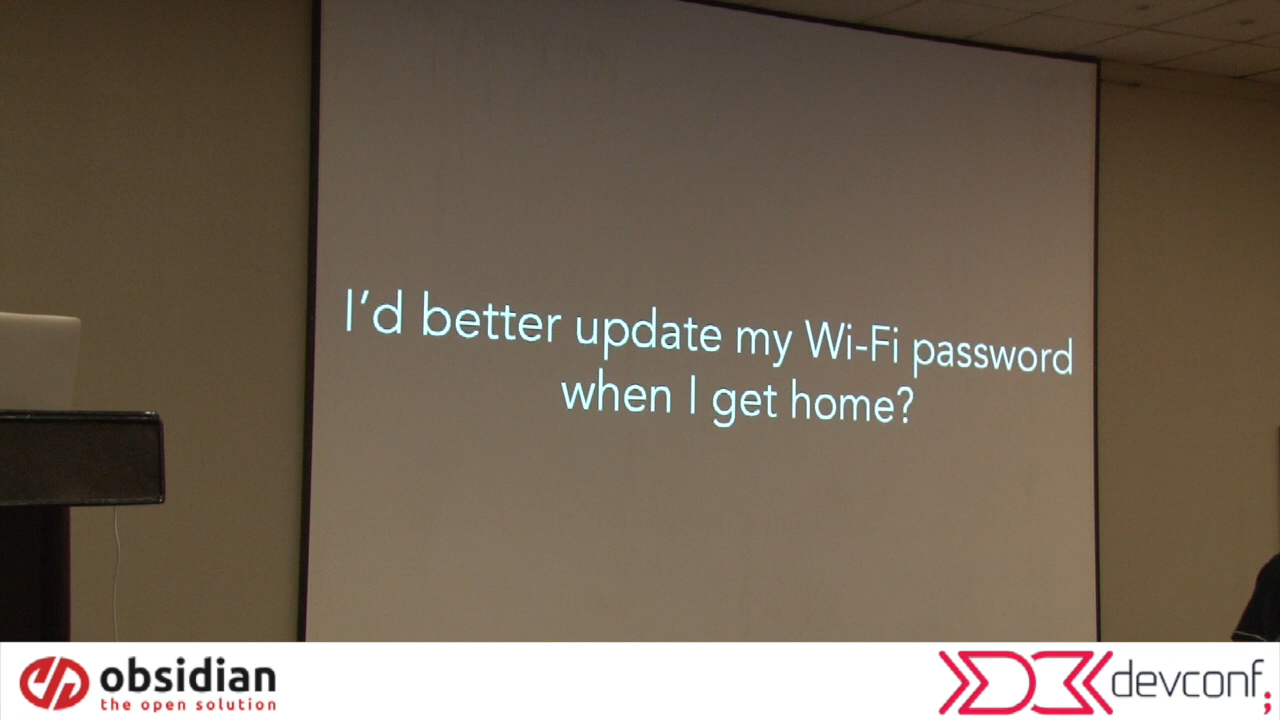 I'd better update my Wi-Fi password
when I get home?
obsidian
the open solution
devconf;